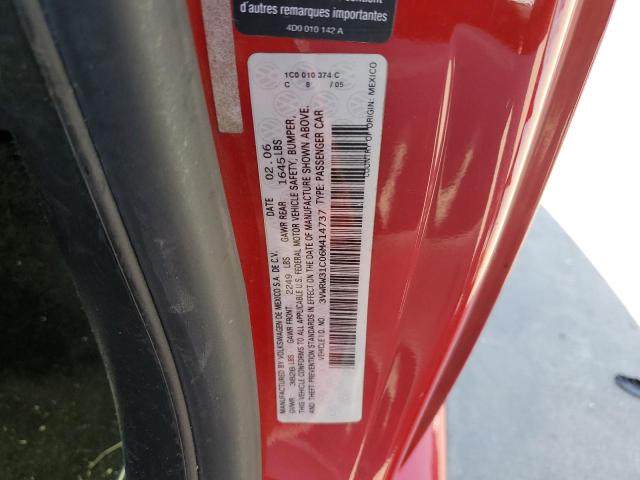 d'autres remarques importantes
4D0 010 142 A
1C0 010 374 C
C 8 /05
MANUFACTURED BY VOLKSWAGEN DE MEXICO S.A. DE C.V. DATE 02.06
GVWR 3826 LBS GAWR FRONT 2249 LBS GAWR REAR 1645 LBS
THIS VEHICLE CONFORMS TO ALL APPLICABLE U.S. FEDERAL MOTOR VEHICLE SAFETY, BUMPER,
AND THEFT PREVENTION STANDARDS IN EFFECT ON THE DATE OF MANUFACTURE SHOWN ABOVE.
VEHICLE I.D. NO. 3VWRW31C06M414737 TYPE: PASSENGER CAR
COUNTRY OF ORIGIN: MEXICO